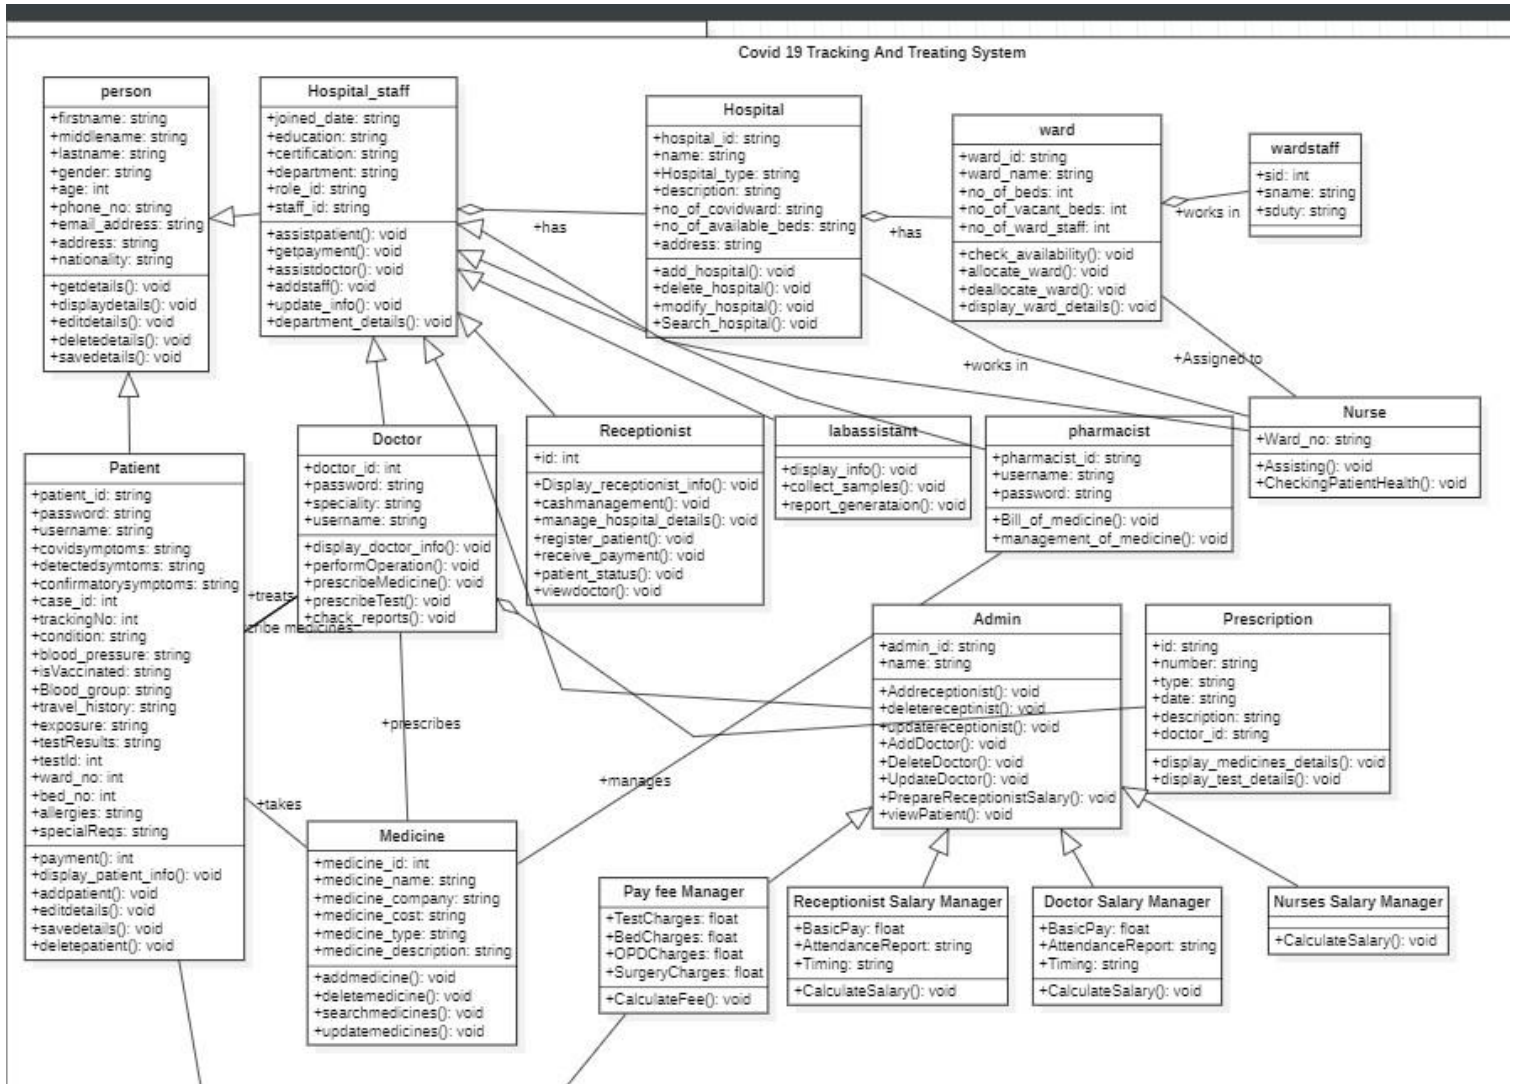 Covid 19 Tracking And Treating System
person
+firstname: string
+middlename: string
+lastname: string
+gender: string
+age: int
+phone_no: string
+email_address: string
+address: string
+nationality: string
+getdetails(): void
+displaydetails(): void
+editdetails(): void
+deletedetails(): void
+savedetails(): void
Hospital_staff
+joined_date: string
+education: string
+certification: string
+department: string
+role_id: string
+staff_id: string
+assistpatient(): void
+getpayment(): void
+assistdoctor(): void
+addstaff(): void
+update_info(): void
+department_details(): void
+has
Hospital
+hospital_id: string
+name: string
+Hospital_type: string
+description: string
+no_of_covidward: string
+no_of_available_beds: string
+address: string
+add_hospital(): void
+delete_hospital(): void
+modify_hospital(): void
+Search_hospital(): void
+has
ward
+ward_id: string
+ward_name: string
+no_of_beds: int
+no_of_vacant_beds: int
+no_of_ward_staff: int
+check_availability(): void
+allocate_ward(): void
+deallocate_ward(): void
+display_ward_details(): void
+works in
wardstaff
+sid: int
+sname: string
+sduty: string
+works in
+Assigned to
Patient
+patient_id: string
+password: string
+username: string
+covidsymptoms: string
+detectedsymtoms: string
+confirmatorysymptoms: string
+case_id: int
+trackingNo: int
+condition: string
+blood_pressure: string
+isVaccinated: string
+Blood_group: string
+travel_history: string
+exposure: string
+testResults: string
+testId: int
+ward_no: int
+bed_no: int
+allergies: string
+specialReqs: string
+payment(): int
+display_patient_info(): void
+addpatient(): void
+editdetails(): void
+savedetails(): void
+deletepatient(): void
+treats
cribe medicines
+takes
Doctor
+doctor_id: int
+password: string
+speciality: string
+username: string
+display_doctor_info(): void
+performOperation(): void
+prescribeMedicine(): void
+prescribeTest(): void
+chack_reports(): void
+prescribes
Receptionist
+id: int
+Display_receptionist_info(): void
+cashmanagement(): void
+manage_hospital_details(): void
+register_patient(): void
+receive_payment(): void
+patient_status(): void
+viewdoctor(): void
labassistant
+display_info(): void
+collect_samples(): void
+report_generataion(): void
pharmacist
+pharmacist_id: string
+username: string
+password: string
+Bill_of_medicine(): void
+management_of_medicine(): void
Nurse
+Ward_no: string
+Assisting(): void
+CheckingPatientHealth(): void
+manages
Admin
+admin_id: string
+name: string
+Addreceptionist(): void
+deletereceptinist(): void
+updatereceptionist(): void
+AddDoctor(): void
+DeleteDoctor(): void
+UpdateDoctor(): void
+PrepareReceptionistSalary(): void
+viewPatient(): void
Prescription
+id: string
+number: string
+type: string
+date: string
+description: string
+doctor_id: string
+display_medicines_details(): void
+display_test_details(): void
Medicine
+medicine_id: int
+medicine_name: string
+medicine_company: string
+medicine_cost: string
+medicine_type: string
+medicine_description: string
+addmedicine(): void
+deletemedicine(): void
+searchmedicines(): void
+updatemedicines(): void
Pay fee Manager
+TestCharges: float
+BedCharges: float
+OPDCharges: float
+SurgeryCharges: float
+CalculateFee(): void
Receptionist Salary Manager
+BasicPay: float
+AttendanceReport: string
+Timing: string
+CalculateSalary(): void
Doctor Salary Manager
+BasicPay: float
+AttendanceReport: string
+Timing: string
+CalculateSalary(): void
Nurses Salary Manager
+CalculateSalary(): void